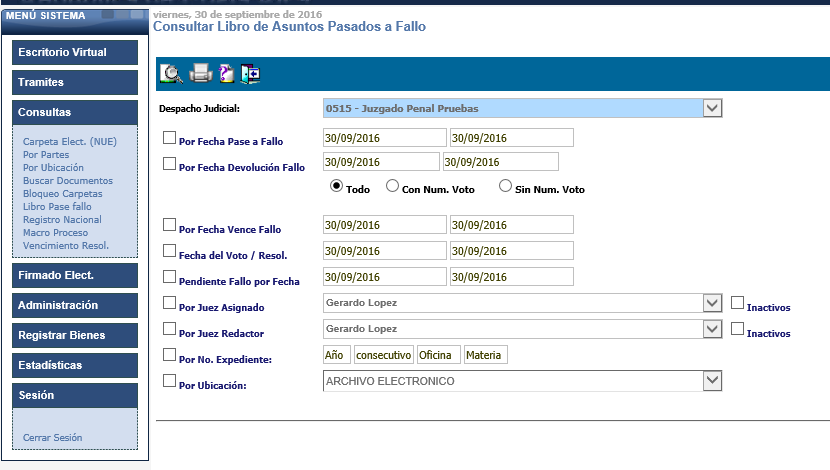 MENÚ SISTEMA
Escritorio Virtual
Tramites
Consultas
Carpeta Elect. (NUE)
Por Partes
Por Ubicación
Buscar Documentos
Bloqueo Carpetas
Libro Pase fallo
Registro Nacional
Macro Proceso
Vencimiento Resol.
Firmado Elect.
Administración
Registrar Bienes
Estadísticas
Sesión
Cerrar Sesión
viernes, 30 de septiembre de 2016
Consultar Libro de Asuntos Pasados a Fallo
Despacho Judicial: 0515 - Juzgado Penal Pruebas
Por Fecha Pase a Fallo 30/09/2016 30/09/2016
Por Fecha Devolución Fallo 30/09/2016 30/09/2016
Todo Con Num. Voto Sin Num. Voto
Por Fecha Vence Fallo 30/09/2016 30/09/2016
Fecha del Voto / Resol. 30/09/2016 30/09/2016
Pendiente Fallo por Fecha 30/09/2016 30/09/2016
Por Juez Asignado Gerardo Lopez Inactivos
Por Juez Redactor Gerardo Lopez Inactivos
Por No. Expediente: Año consecutivo Oficina Materia
Por Ubicación: ARCHIVO ELECTRONICO